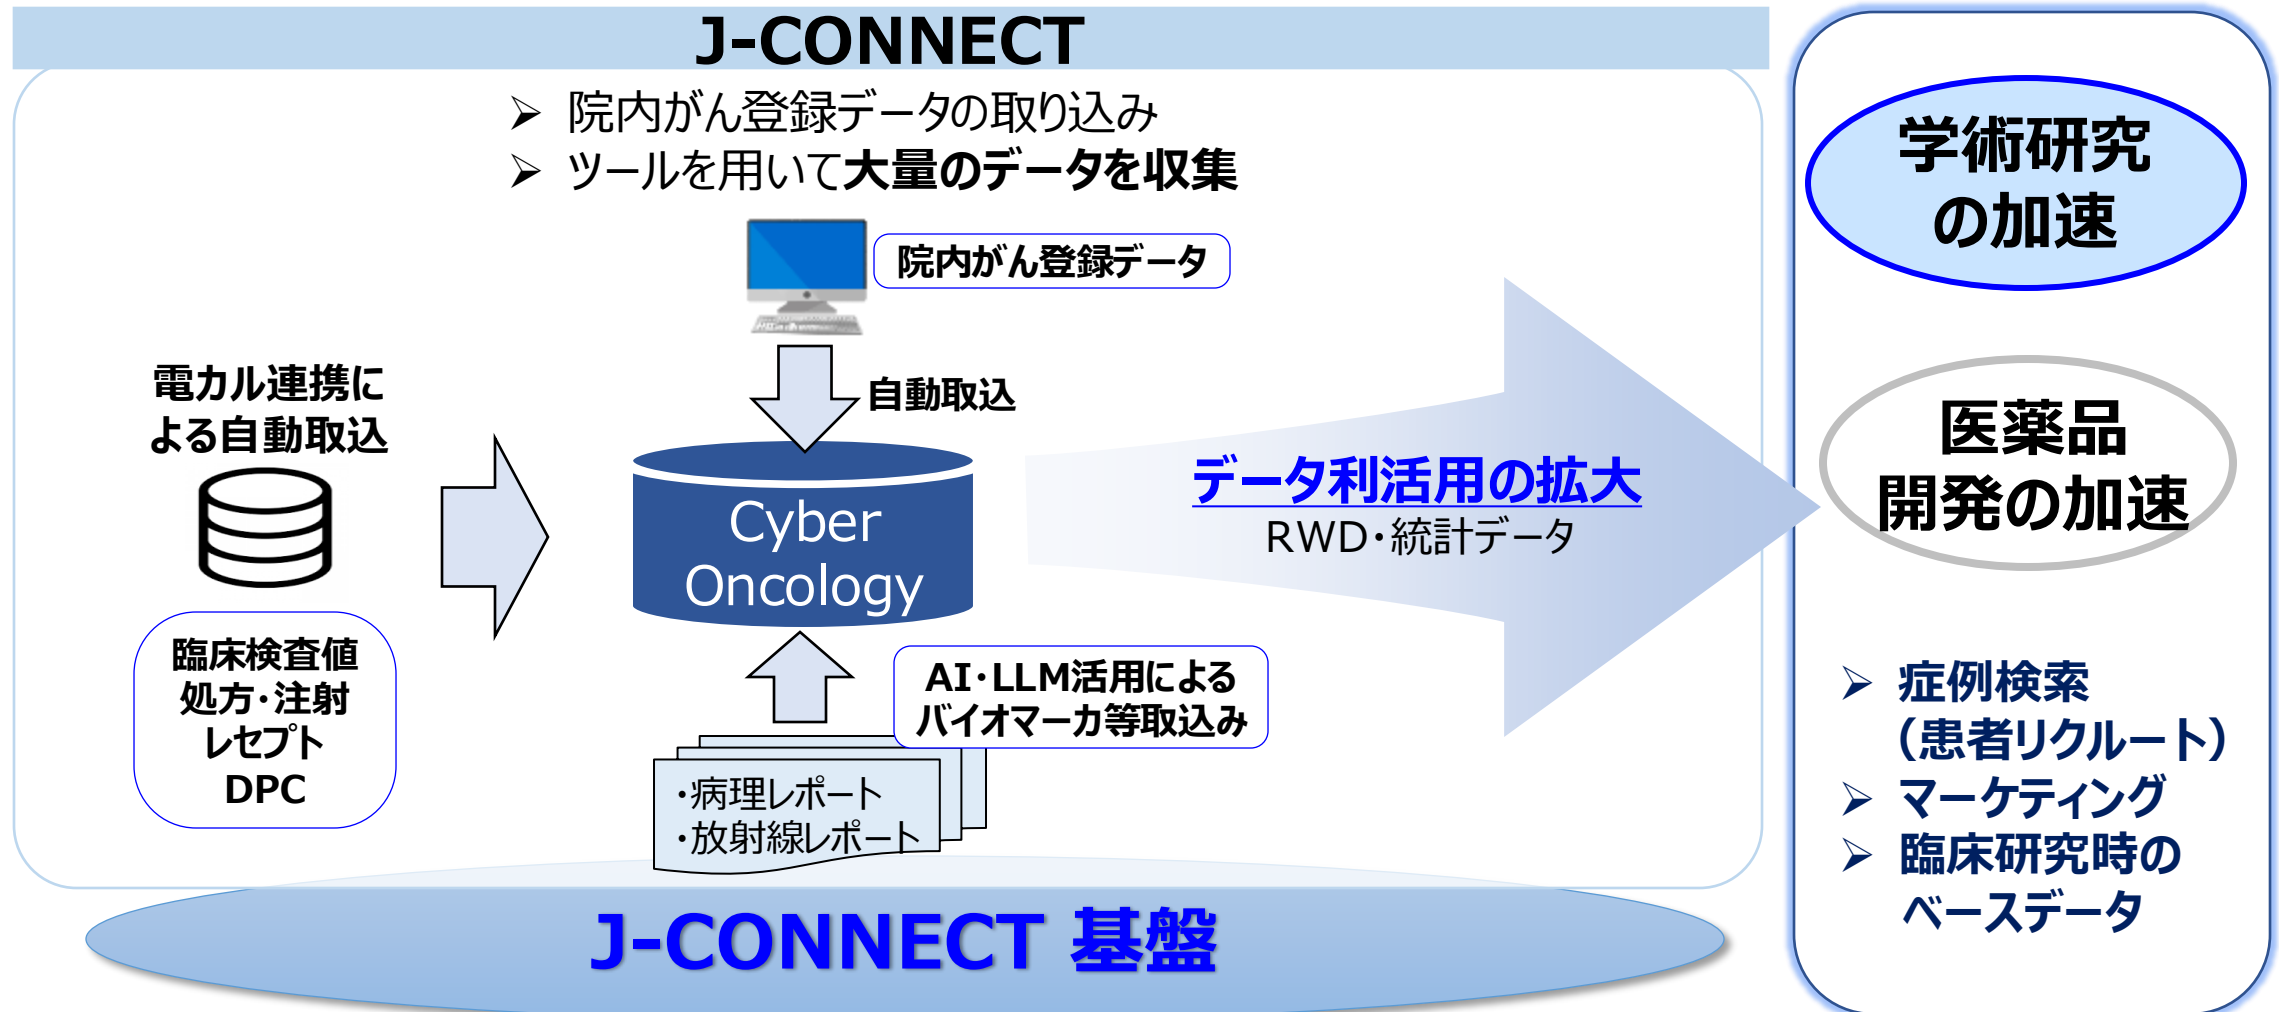 J-CONNECT
➢ 院内がん登録データの取り込み
➢ ツールを用いて大量のデータを収集
院内がん登録データ
自動取込
電カル連携に
よる自動取込
臨床検査値
処方・注射
レセプト
DPC
Cyber
Oncology
AI・LLM活用による
バイオマーカ等取込み
・病理レポート
・放射線レポート
データ利活用の拡大
RWD・統計データ
J-CONNECT 基盤
学術研究
の加速
医薬品
開発の加速
➢ 症例検索
（患者リクルート）
➢ マーケティング
➢ 臨床研究時の
ベースデータ